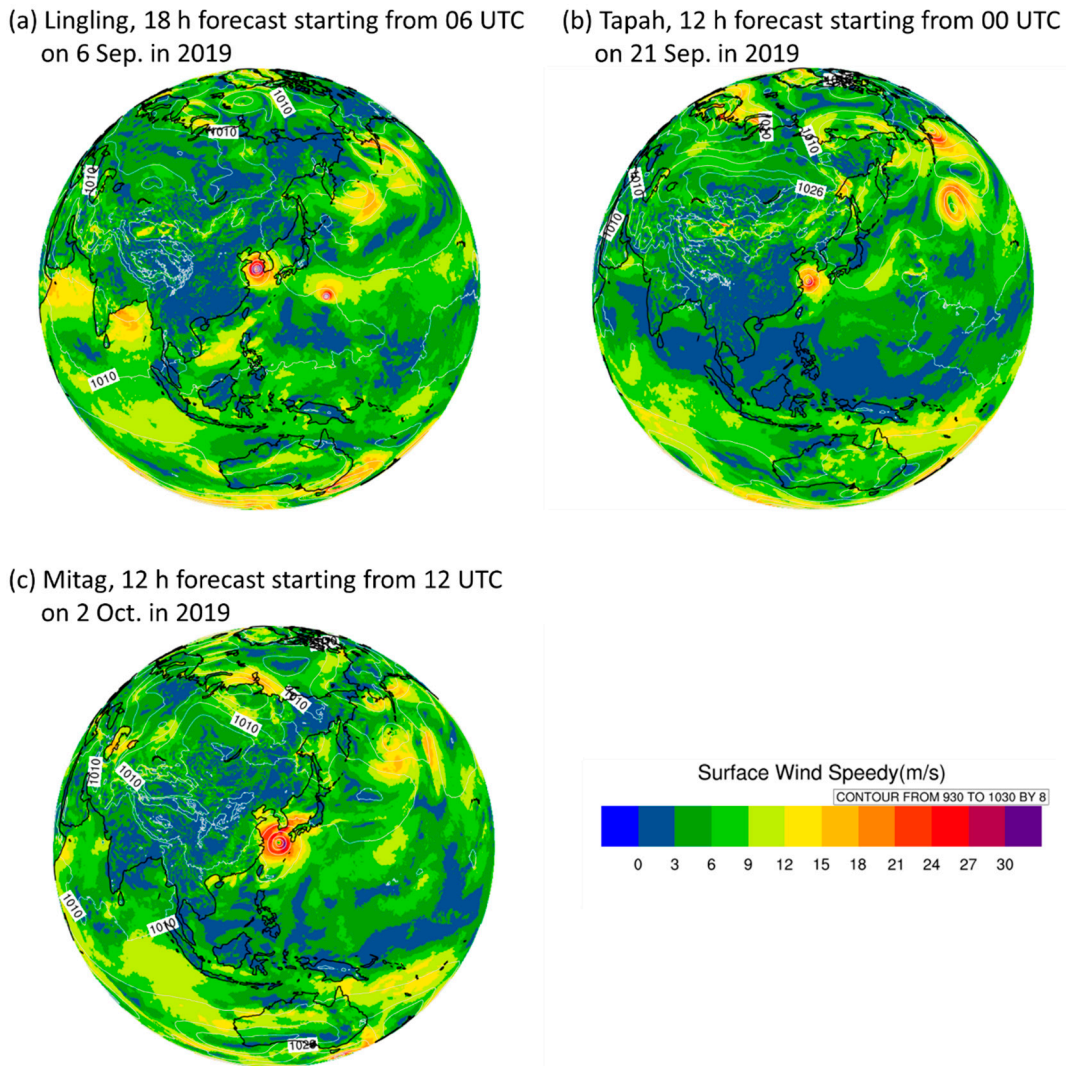 (a) Lingling, 18 h forecast starting from 06 UTC
on 6 Sep. in 2019
(b) Tapah, 12 h forecast starting from 00 UTC
on 21 Sep. in 2019
1010
1010
1010
1010
1010
1010
1026
1010
1010
(c) Mitag, 12 h forecast starting from 12 UTC
on 2 Oct. in 2019
1010
1010
1010
1010
1010
1010
Surface Wind Speedy(m/s)
CONTOUR FROM 930 TO 1030 BY 8
0 3 6 9 12 15 18 21 24 27 30